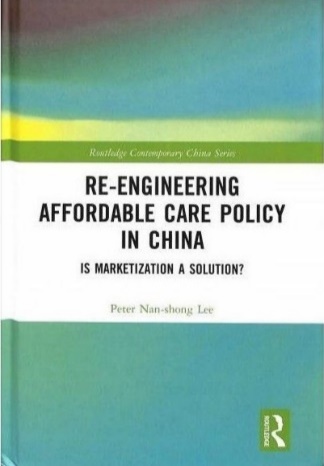 Routledge Contemporary China Series
RE-ENGINEERING
AFFORDABLE CARE POLICY
IN CHINA
IS MARKETIZATION A SOLUTION?
Peter Nan-shong Lee
ROUTLEDGE